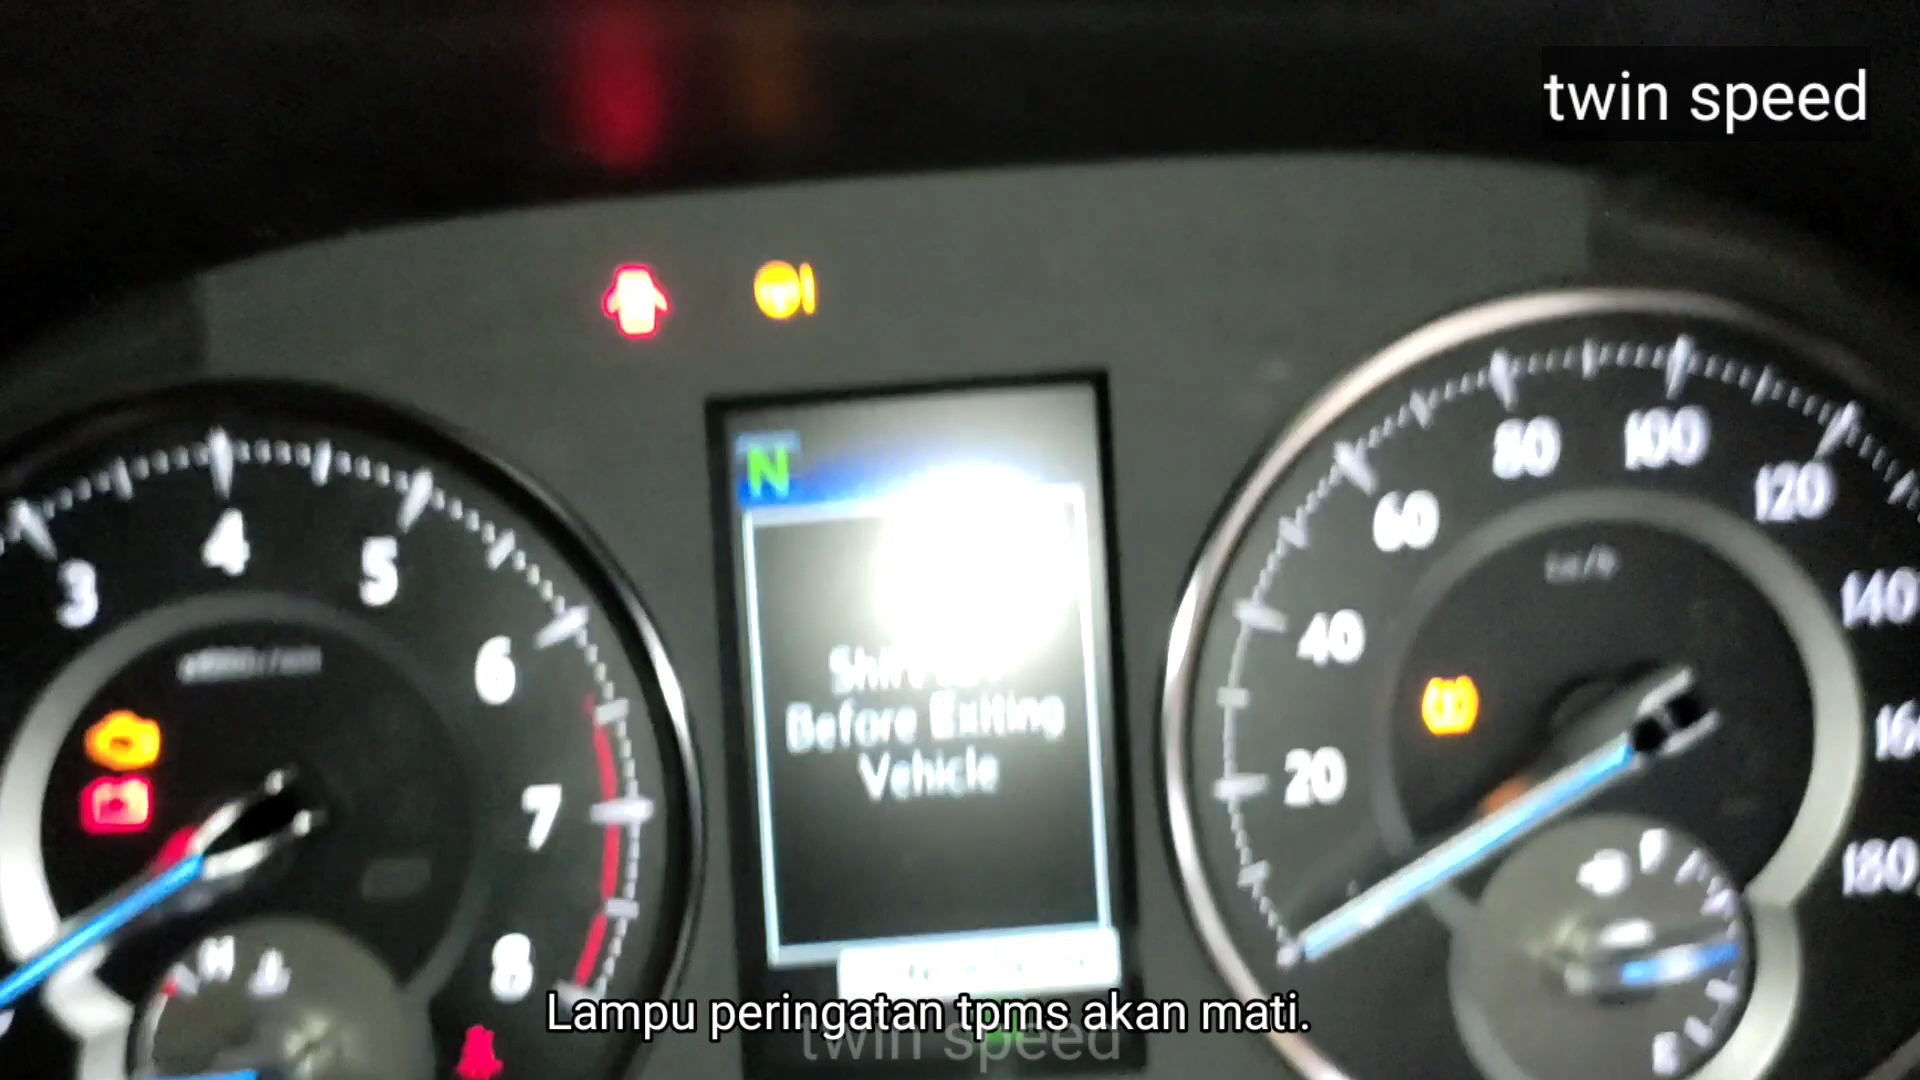 twin speed
N
Before Exiting
Vehicle
3
4
5
6
7
8
H
20
40
60
80
100
120
140
180
Lampu peringatan tpms akan mati.
twin speed